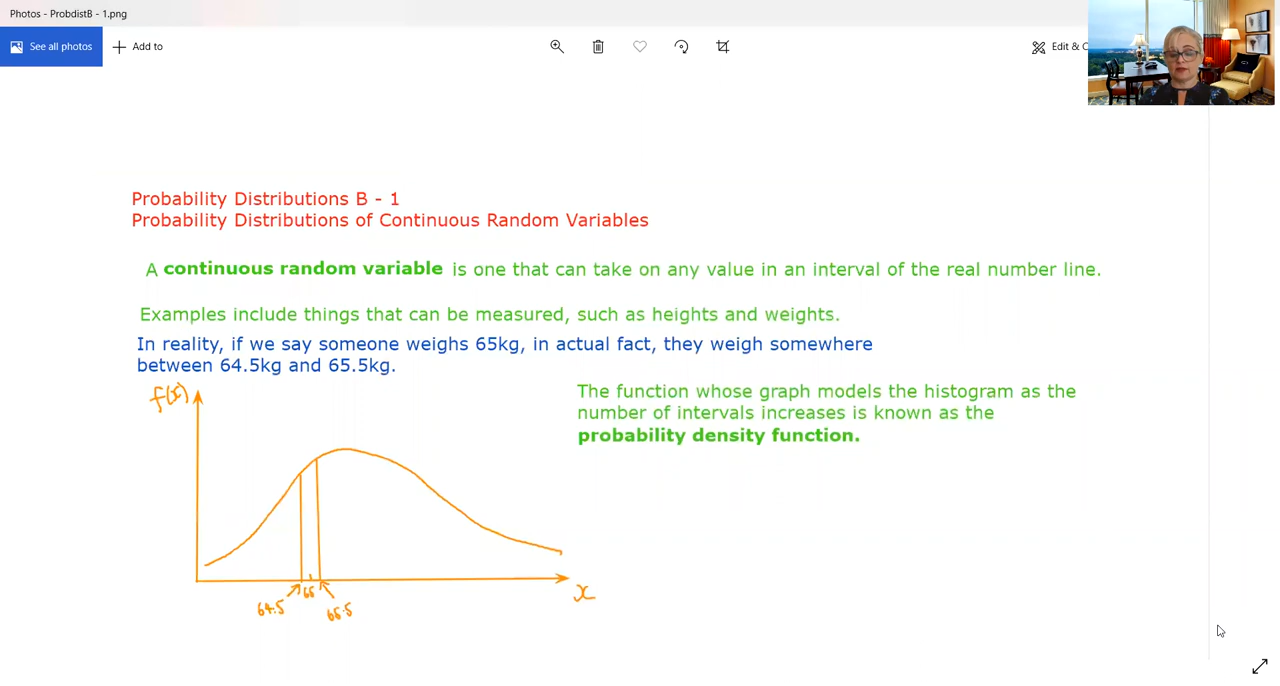 Photos - ProbdistB - 1.png
See all photos
Add to
Edit & C
Probability Distributions B - 1
Probability Distributions of Continuous Random Variables
A continuous random variable is one that can take on any value in an interval of the real number line.
Examples include things that can be measured, such as heights and weights.
In reality, if we say someone weighs 65kg, in actual fact, they weigh somewhere
between 64.5kg and 65.5kg.
f(x)
The function whose graph models the histogram as the
number of intervals increases is known as the
probability density function.
64.5
65
65.5
x